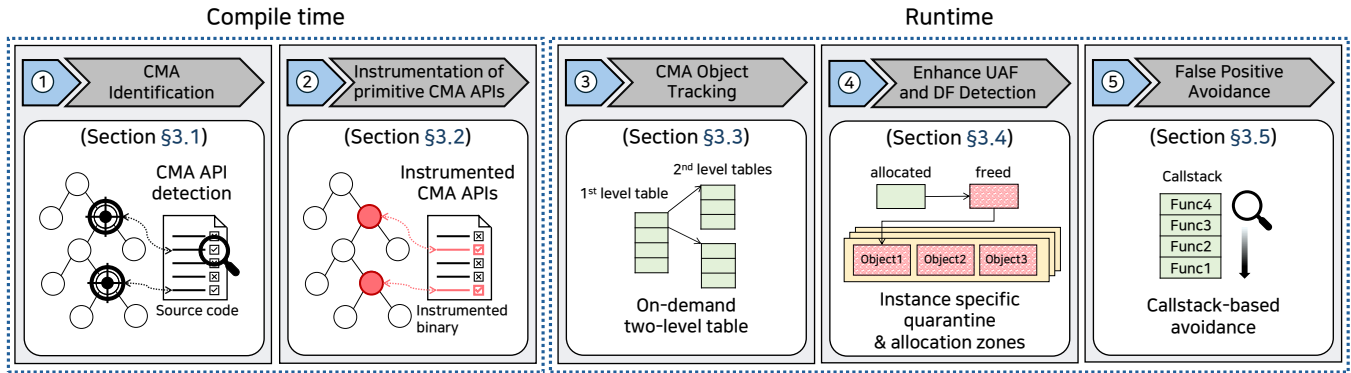 Compile time
Runtime
1
CMA
Identification
(Section §3.1)
CMA API
detection
Source code
2
Instrumentation of
primitive CMA APIs
(Section §3.2)
Instrumented
CMA APIs
Instrumented
binary
3
CMA Object
Tracking
(Section §3.3)
2nd level tables
1st level table
On-demand
two-level table
4
Enhance UAF
and DF Detection
(Section §3.4)
allocated
freed
Object1
Object2
Object3
Instance specific
quarantine
& allocation zones
5
False Positive
Avoidance
(Section §3.5)
Callstack
Func4
Func3
Func2
Func1
Callstack-based
avoidance